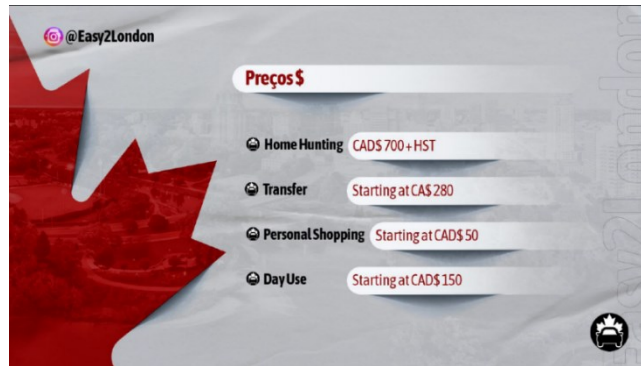 @Easy2London
Preços $
Home Hunting CAD$ 700 + HST
Transfer Starting at CA$ 280
Personal Shopping Starting at CAD$ 50
Day Use Starting at CAD$ 150